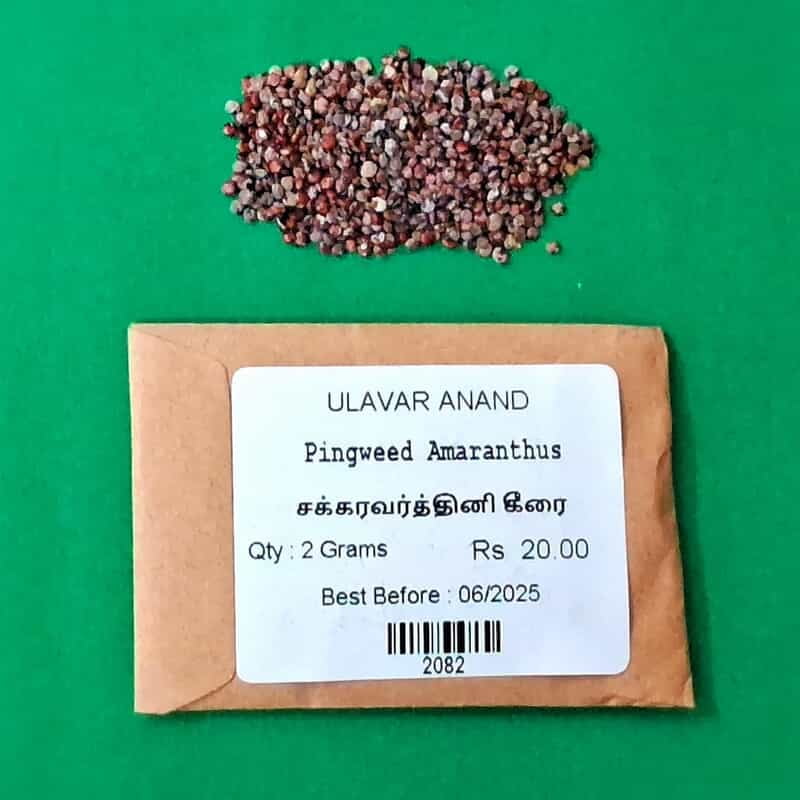 ULAVAR ANAND
Pingweed Amaranthus
சக்கரவர்த்தினி கீரை
Qty : 2 Grams Rs 20.00
Best Before : 06/2025
2082